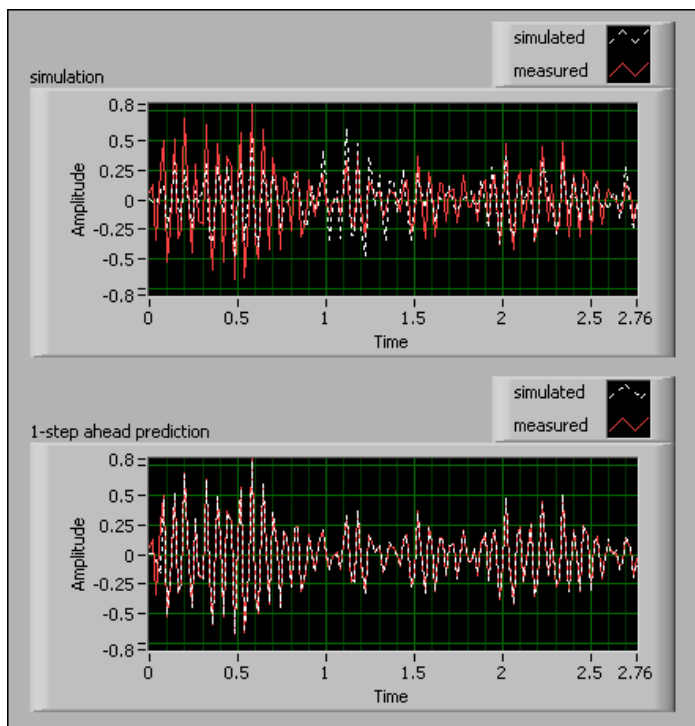 simulated
measured
simulation
0.8
0.5
0.25
0
-0.25
-0.5
-0.8
Amplitude
0 0.5 1 1.5 2 2.5 2.76
Time
simulated
measured
1-step ahead prediction
0.8
0.5
0.25
0
-0.25
-0.5
-0.8
Amplitude
0 0.5 1 1.5 2 2.5 2.76
Time